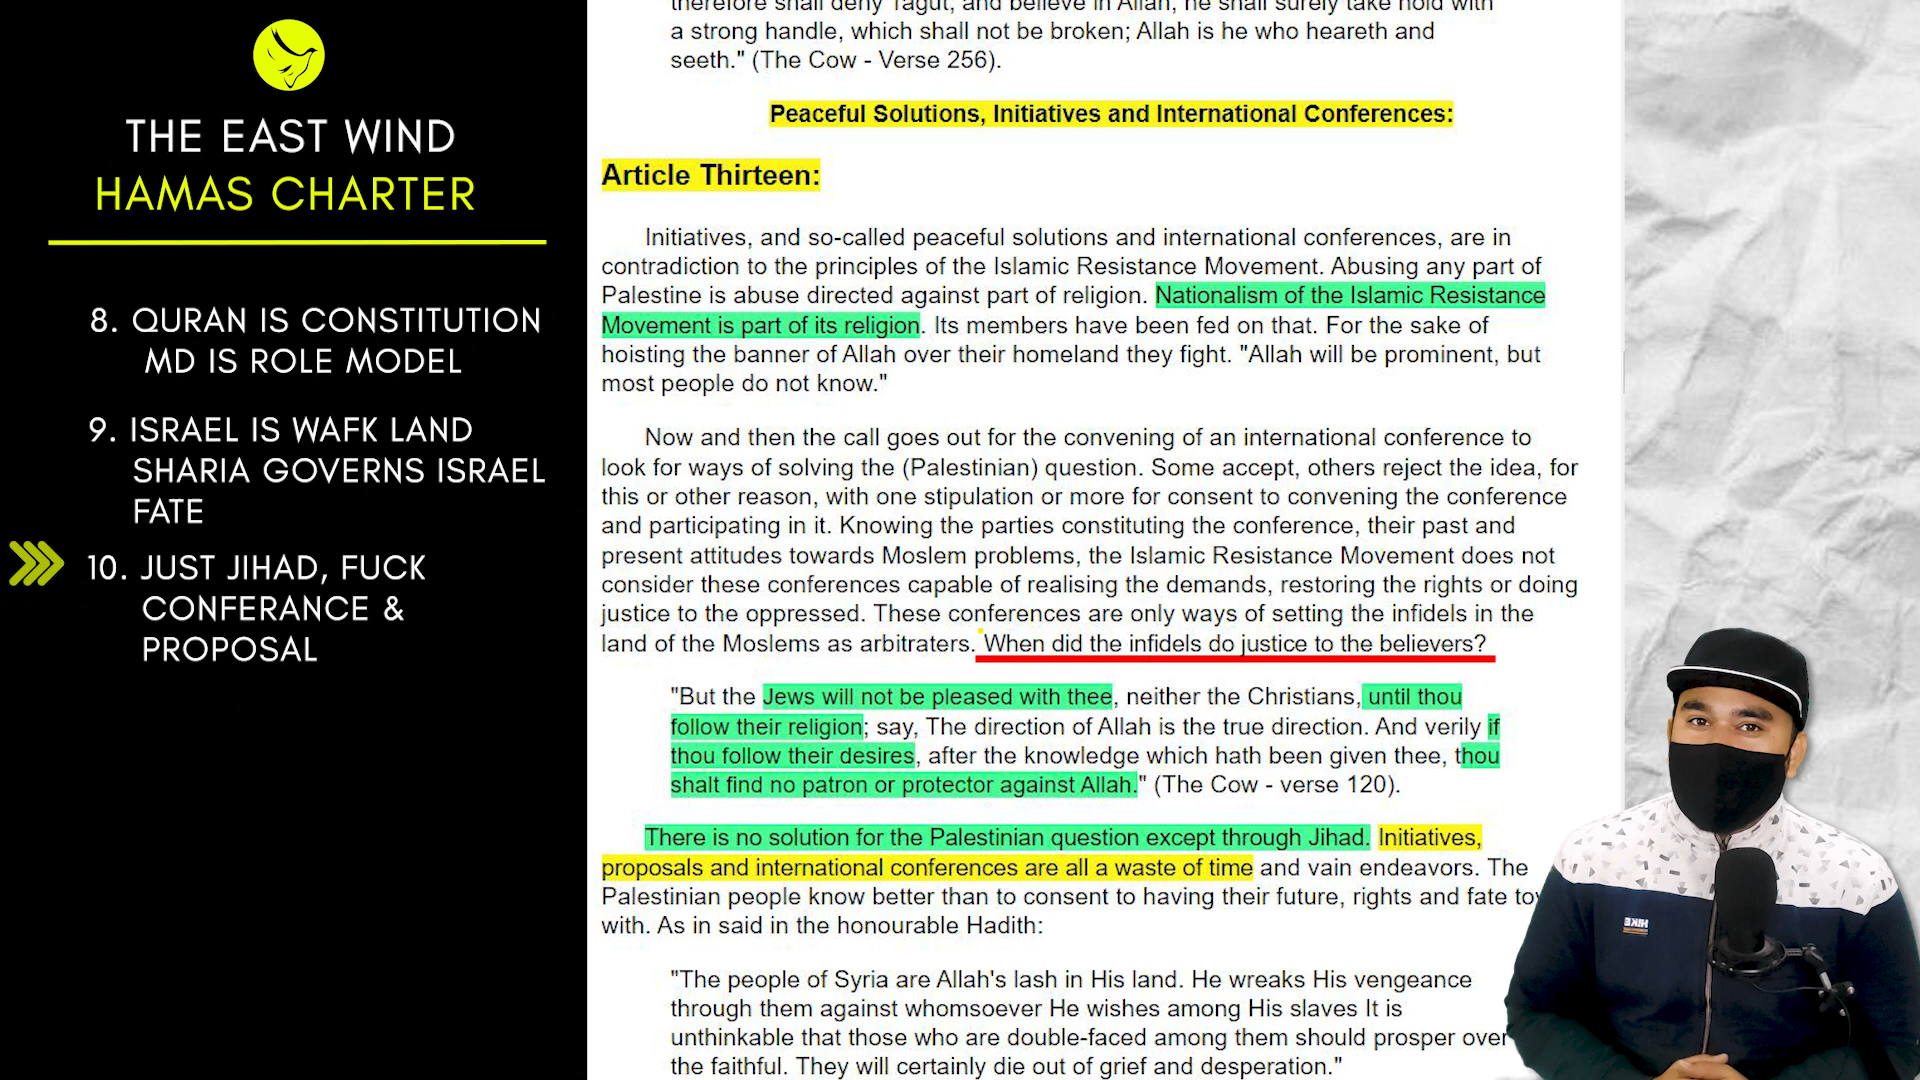 THE EAST WIND
HAMAS CHARTER
8. QURAN IS CONSTITUTION
MD IS ROLE MODEL
9. ISRAEL IS WAFK LAND
SHARIA GOVERNS ISRAEL
FATE
10. JUST JIHAD, FUCK
CONFERANCE &
PROPOSAL
therefore shall deny Tagut, and believe in Allah, he shall surely take hold with
a strong handle, which shall not be broken; Allah is he who heareth and
seeth." (The Cow - Verse 256).
Peaceful Solutions, Initiatives and International Conferences:
Article Thirteen:
Initiatives, and so-called peaceful solutions and international conferences, are in
contradiction to the principles of the Islamic Resistance Movement. Abusing any part of
Palestine is abuse directed against part of religion. Nationalism of the Islamic Resistance
Movement is part of its religion. Its members have been fed on that. For the sake of
hoisting the banner of Allah over their homeland they fight. "Allah will be prominent, but
most people do not know."
Now and then the call goes out for the convening of an international conference to
look for ways of solving the (Palestinian) question. Some accept, others reject the idea, for
this or other reason, with one stipulation or more for consent to convening the conference
and participating in it. Knowing the parties constituting the conference, their past and
present attitudes towards Moslem problems, the Islamic Resistance Movement does not
consider these conferences capable of realising the demands, restoring the rights or doing
justice to the oppressed. These conferences are only ways of setting the infidels in the
land of the Moslems as arbitraters. When did the infidels do justice to the believers?
"But the Jews will not be pleased with thee, neither the Christians, until thou
follow their religion; say, The direction of Allah is the true direction. And verily if
thou follow their desires, after the knowledge which hath been given thee, thou
shalt find no patron or protector against Allah." (The Cow - verse 120).
There is no solution for the Palestinian question except through Jihad. Initiatives,
proposals and international conferences are all a waste of time and vain endeavors. The
Palestinian people know better than to consent to having their future, rights and fate
with. As in said in the honourable Hadith:
"The people of Syria are Allah's lash in His land. He wreaks His vengeance
through them against whomsoever He wishes among His slaves It is
unthinkable that those who are double-faced among them should prosper over
the faithful. They will certainly die out of grief and desperation."
HIKE